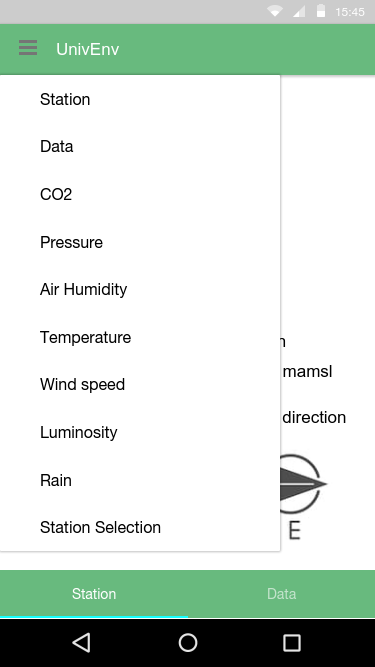 15:45
UnivEnv
Station
Data
CO2
Pressure
Air Humidity
Temperature
Wind speed
Luminosity
Rain
Station Selection
mamsl
direction
E
Station
Data